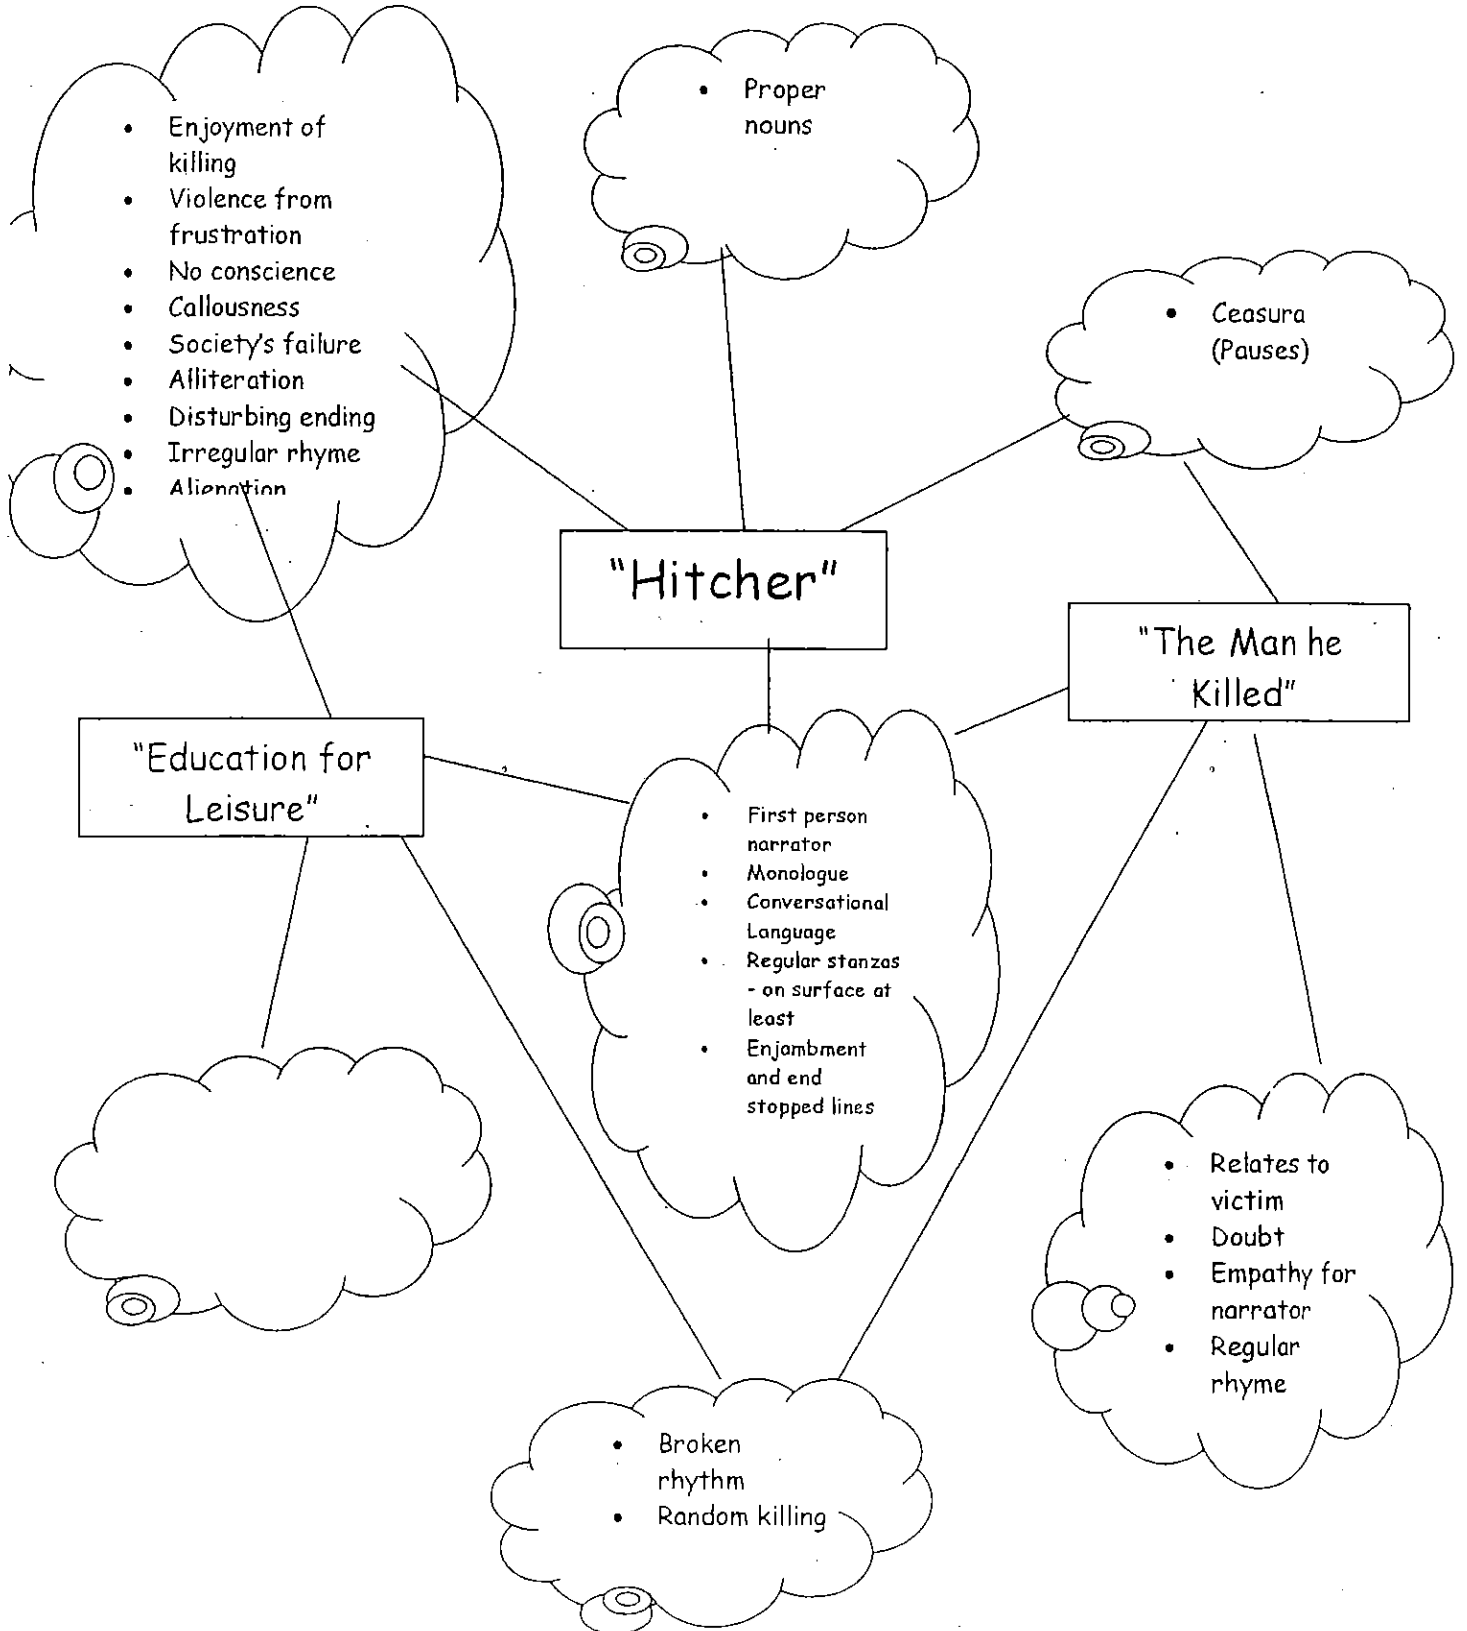 • Enjoyment of
killing
• Violence from
frustration
• No conscience
• Callousness
• Society's failure
• Alliteration
• Disturbing ending
• Irregular rhyme
• Alienation
• Proper
nouns
• Ceasura
(Pauses)
"Hitcher"
"The Man he
Killed"
"Education for
Leisure"
• First person
narrator
• Monologue
• Conversational
Language
• Regular stanzas
- on surface at
least
• Enjambment
and end
stopped lines
• Relates to
victim
• Doubt
• Empathy for
narrator
• Regular
rhyme
• Broken
rhythm
• Random killing